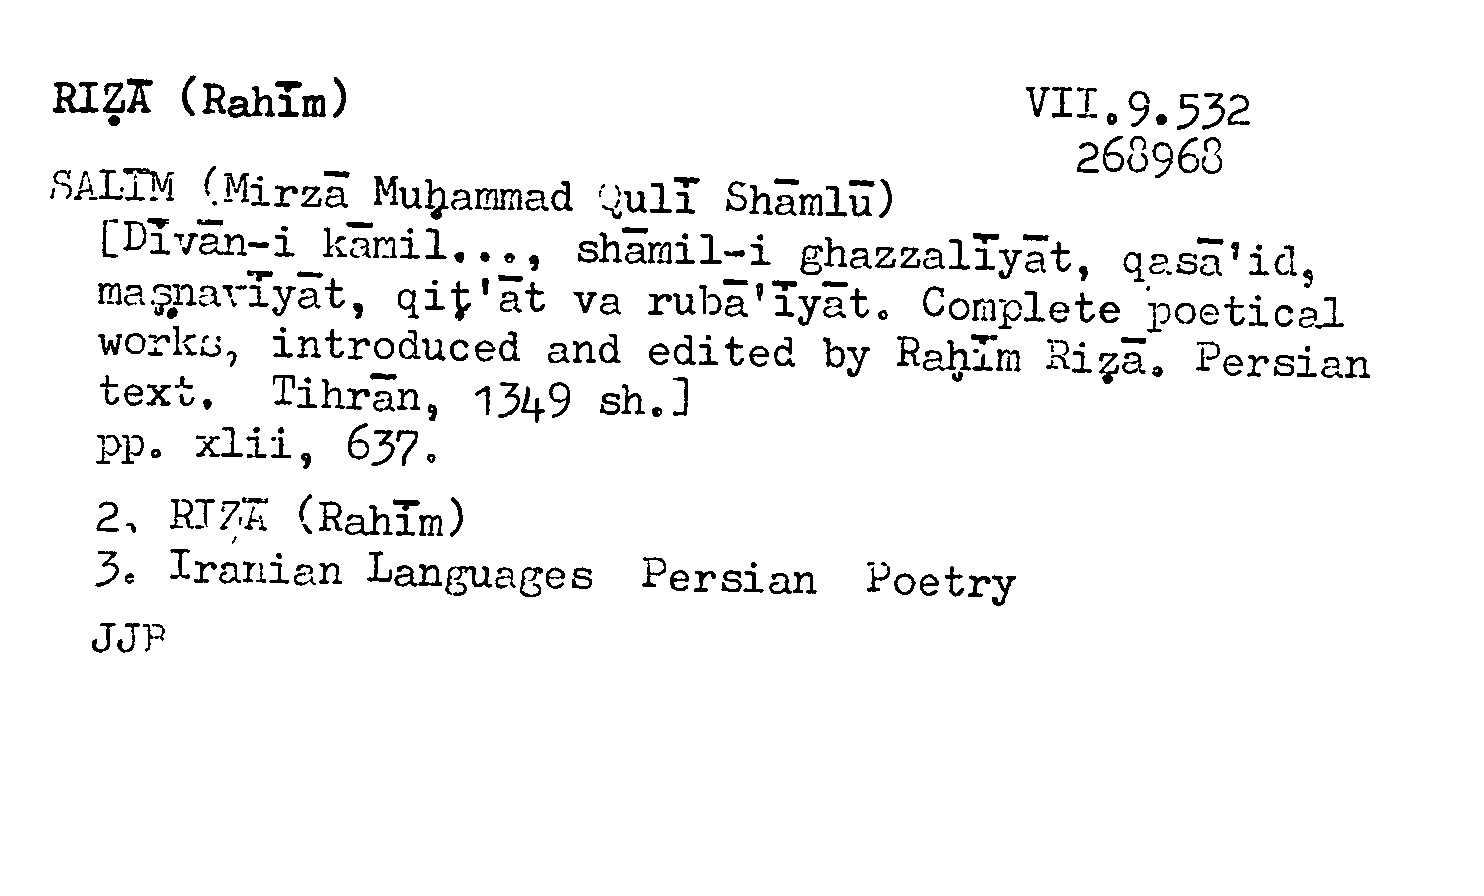 RIẒĀ (Rahīm)
VII.9.532
268968
SALĪM (Mirzā Muḥammad Qulī Shāmlū)
[Dīvān-i kāmil..., shāmil-i ghazzalīyāt, qasā'id,
maṣnavīyāt, qiṭ'āt va rubā'īyāt. Complete poetical
works, introduced and edited by Raḥīm Riẓā. Persian
text. Tihrān, 1349 sh.]
pp. xlii, 637.
2. RIẒĀ (Rahīm)
3. Iranian Languages Persian Poetry
JJP